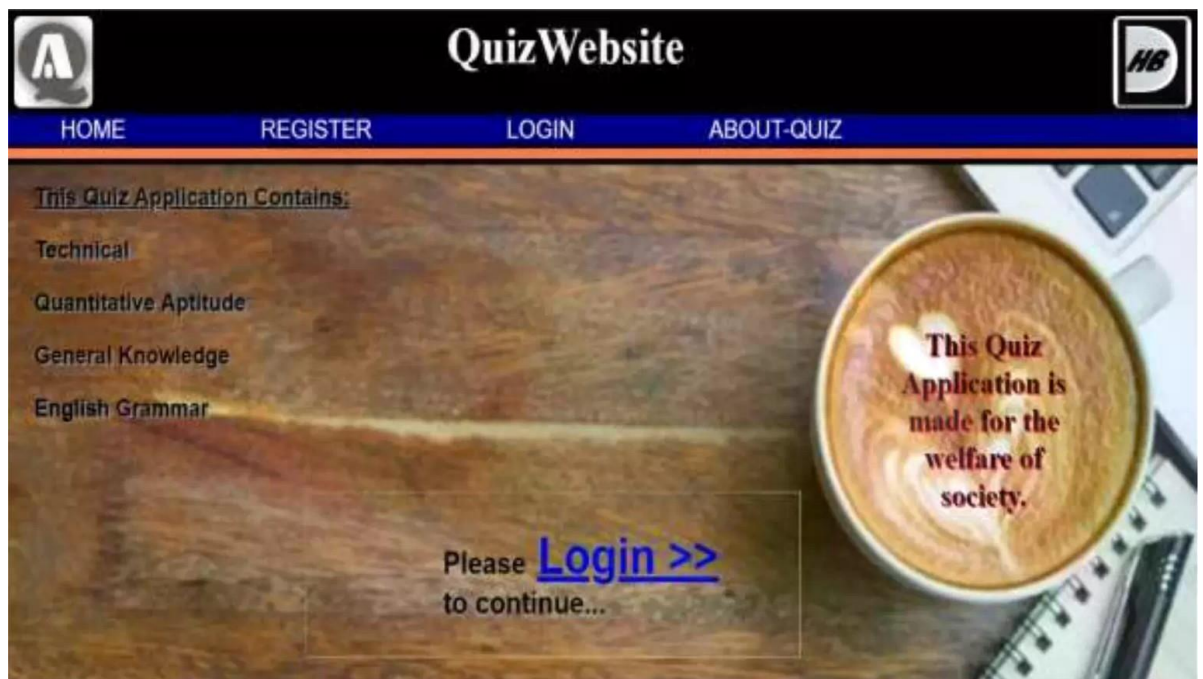 QuizWebsite
HB
HOME REGISTER LOGIN ABOUT-QUIZ
This Quiz Application Contains:
Technical
Quantitative Aptitude
General Knowledge
English Grammar
This Quiz
Application is
made for the
welfare of
society.
Please Login >>
to continue...